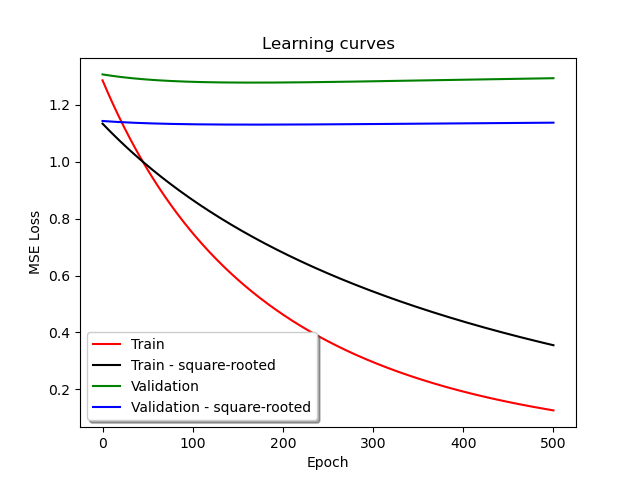 Learning curves
MSE Loss
1.2
1.0
0.8
0.6
0.4
0.2
Train
Train - square-rooted
Validation
Validation - square-rooted
0 100 200 300 400 500
Epoch